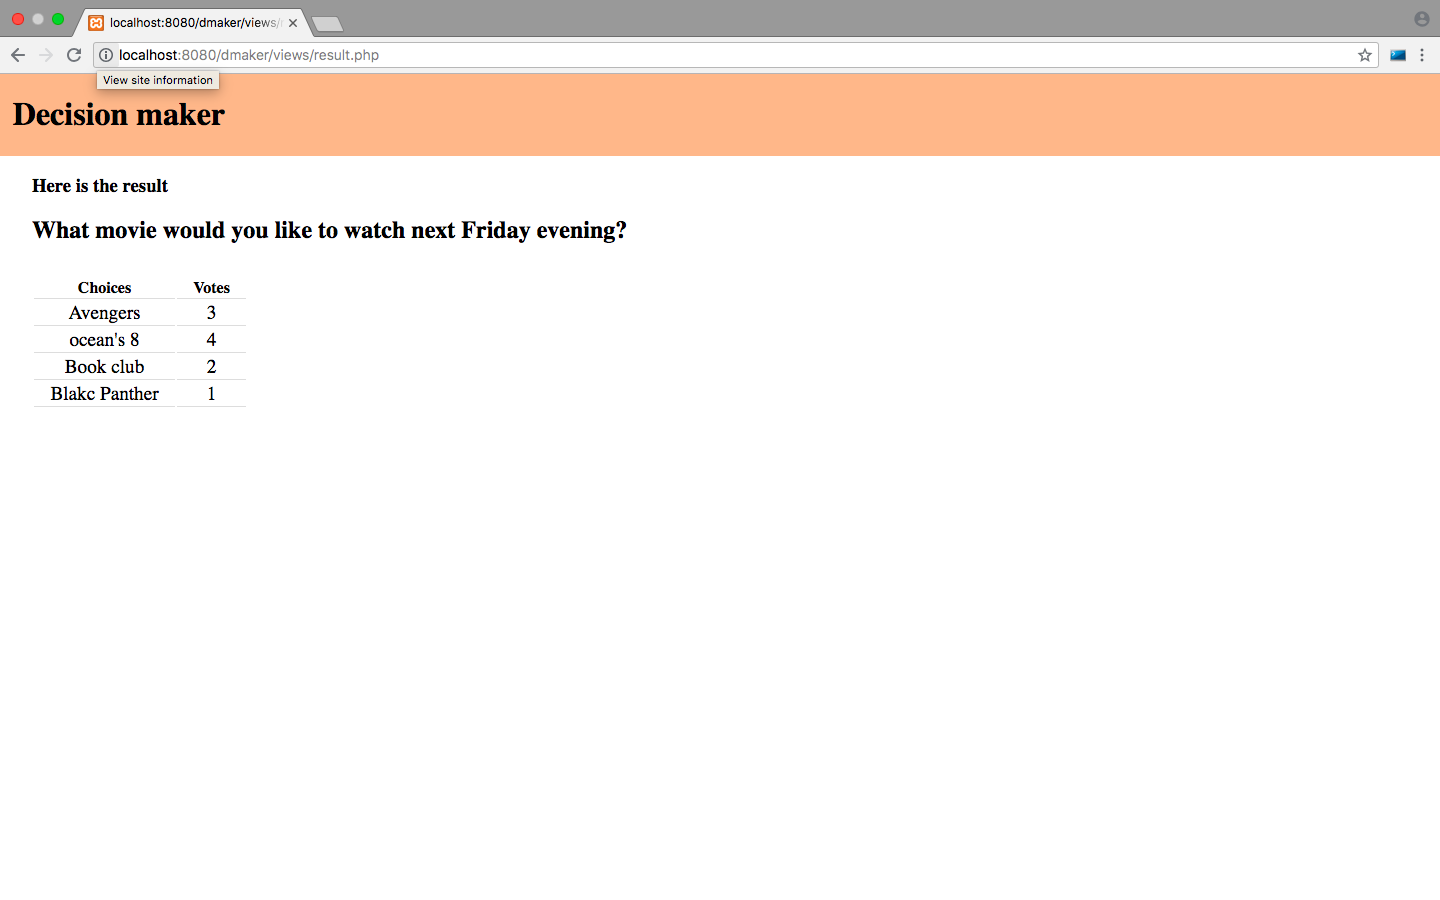 localhost:8080/dmaker/views/
localhost:8080/dmaker/views/result.php
View site information
Decision maker
Here is the result
What movie would you like to watch next Friday evening?
Choices Votes
Avengers 3
ocean's 8 4
Book club 2
Blakc Panther 1